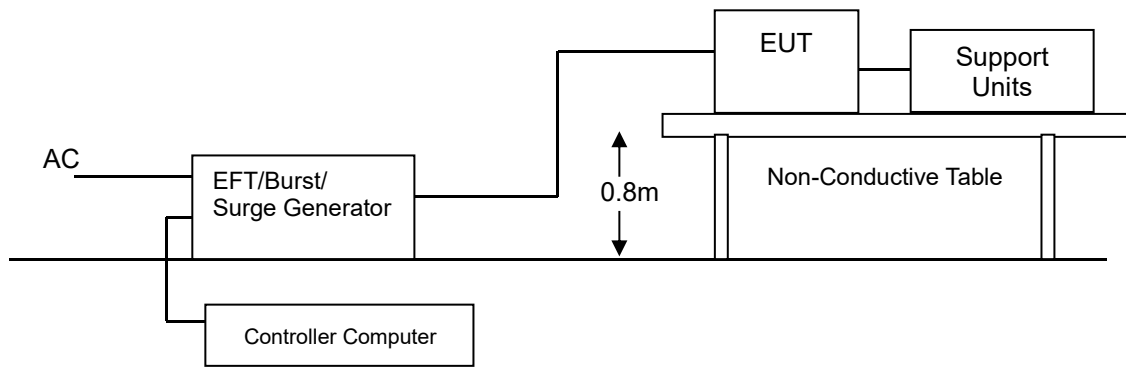 EUT
Support
Units
AC
EFT/Burst/
Surge Generator
0.8m
Non-Conductive Table
Controller Computer